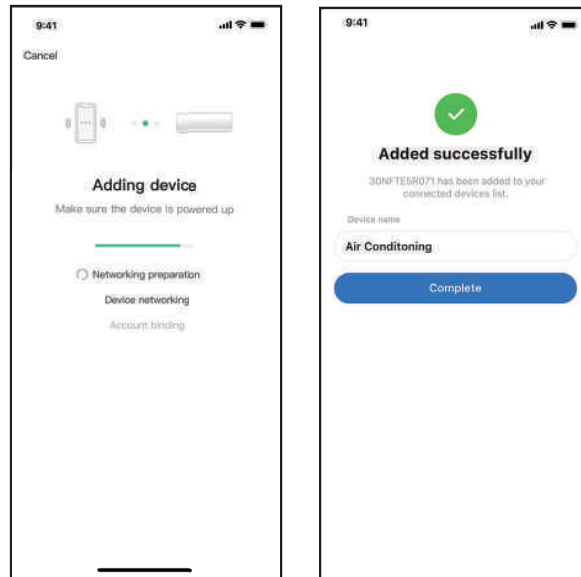 9:41
Cancel
Adding device
Make sure the device is powered up
Networking preparation
Device networking
Account binding
9:41
Added successfully
30NFTE5R071 has been added to your
connected devices list.
Device name
Air Conditoning
Complete